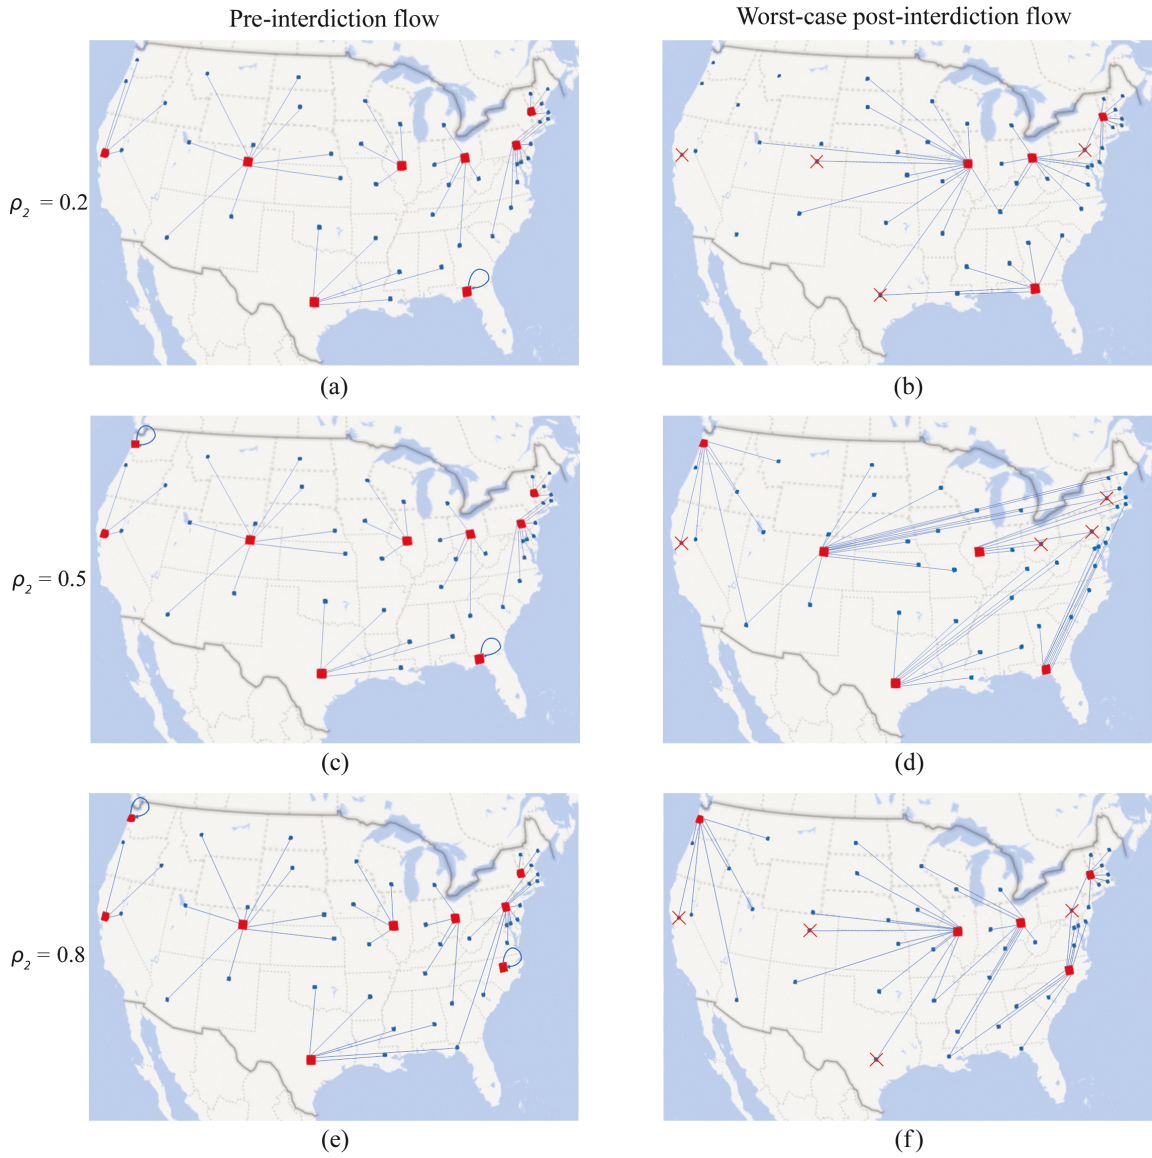 Pre-interdiction flow
Worst-case post-interdiction flow
ρ2 = 0.2
(a)
(b)
ρ2 = 0.5
(c)
(d)
ρ2 = 0.8
(e)
(f)